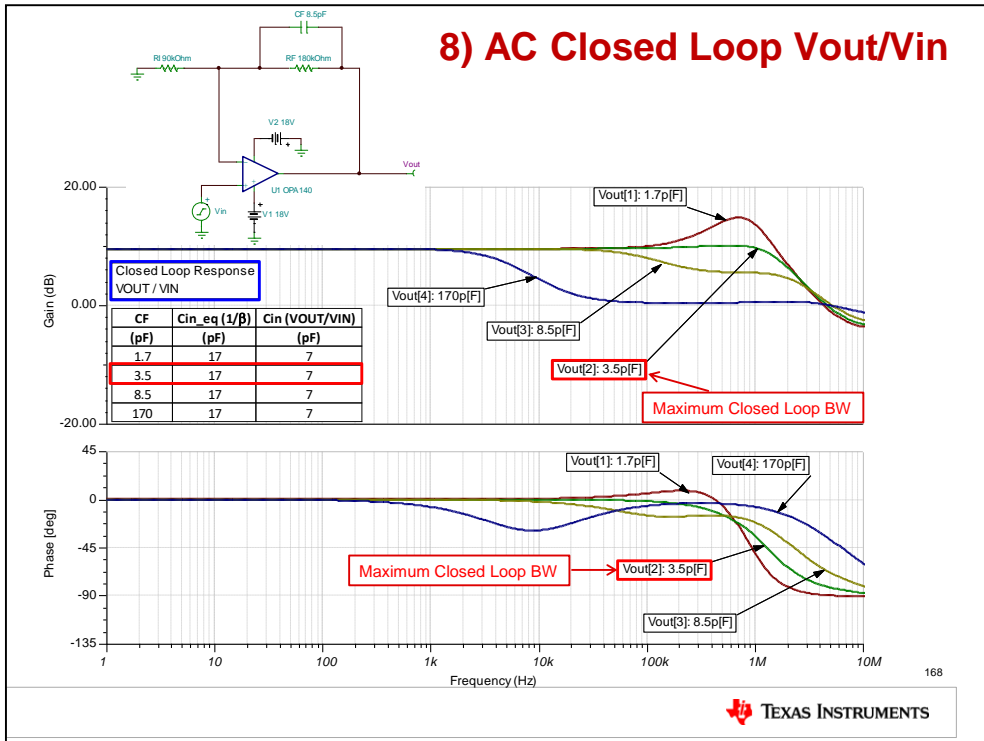 8) AC Closed Loop Vout/Vin
CF 8.5pF
RI 90kOhm
RF 180kOhm
V2 18V
+
Vout
U1 OPA140
Vin
+
V1 18V
+
20.00
0.00
-20.00
Gain (dB)
Closed Loop Response
VOUT / VIN
CF Cin_eq (1/β) Cin (VOUT/VIN)
(pF) (pF) (pF)
1.7 17 7
3.5 17 7
8.5 17 7
170 17 7
Vout[1]: 1.7p[F]
Vout[4]: 170p[F]
Vout[3]: 8.5p[F]
Vout[2]: 3.5p[F]
Maximum Closed Loop BW
45
0
-45
-90
-135
Phase [deg]
Vout[1]: 1.7p[F]
Vout[4]: 170p[F]
Maximum Closed Loop BW
Vout[2]: 3.5p[F]
Vout[3]: 8.5p[F]
1 10 100 1k 10k 100k 1M 10M
Frequency (Hz)
168
TEXAS INSTRUMENTS